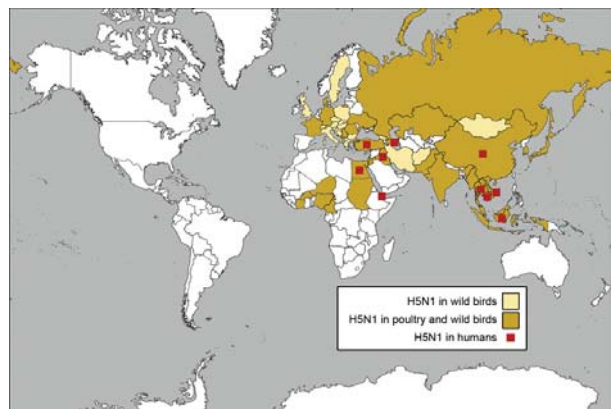 H5N1 in wild birds
H5N1 in poultry and wild birds
H5N1 in humans